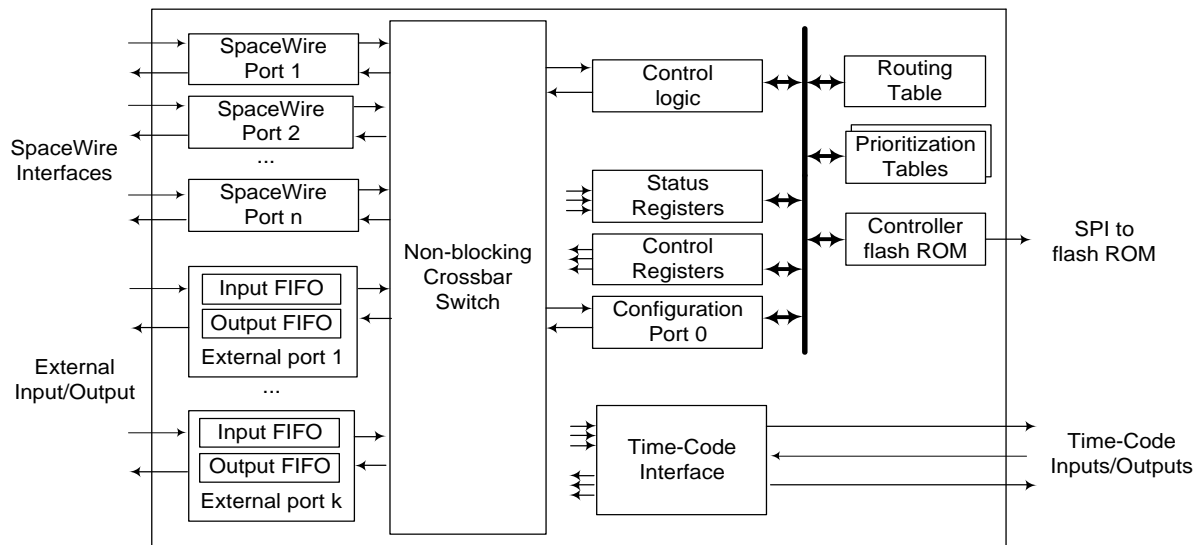 SpaceWire
Port 1
SpaceWire
Port 2
...
SpaceWire
Port n
SpaceWire
Interfaces
Input FIFO
Output FIFO
External port 1
...
Input FIFO
Output FIFO
External port k
External
Input/Output
Non-blocking
Crossbar
Switch
Control
logic
Status
Registers
Control
Registers
Configuration
Port 0
Time-Code
Interface
Routing
Table
Prioritization
Tables
Controller
flash ROM
SPI to
flash ROM
Time-Code
Inputs/Outputs